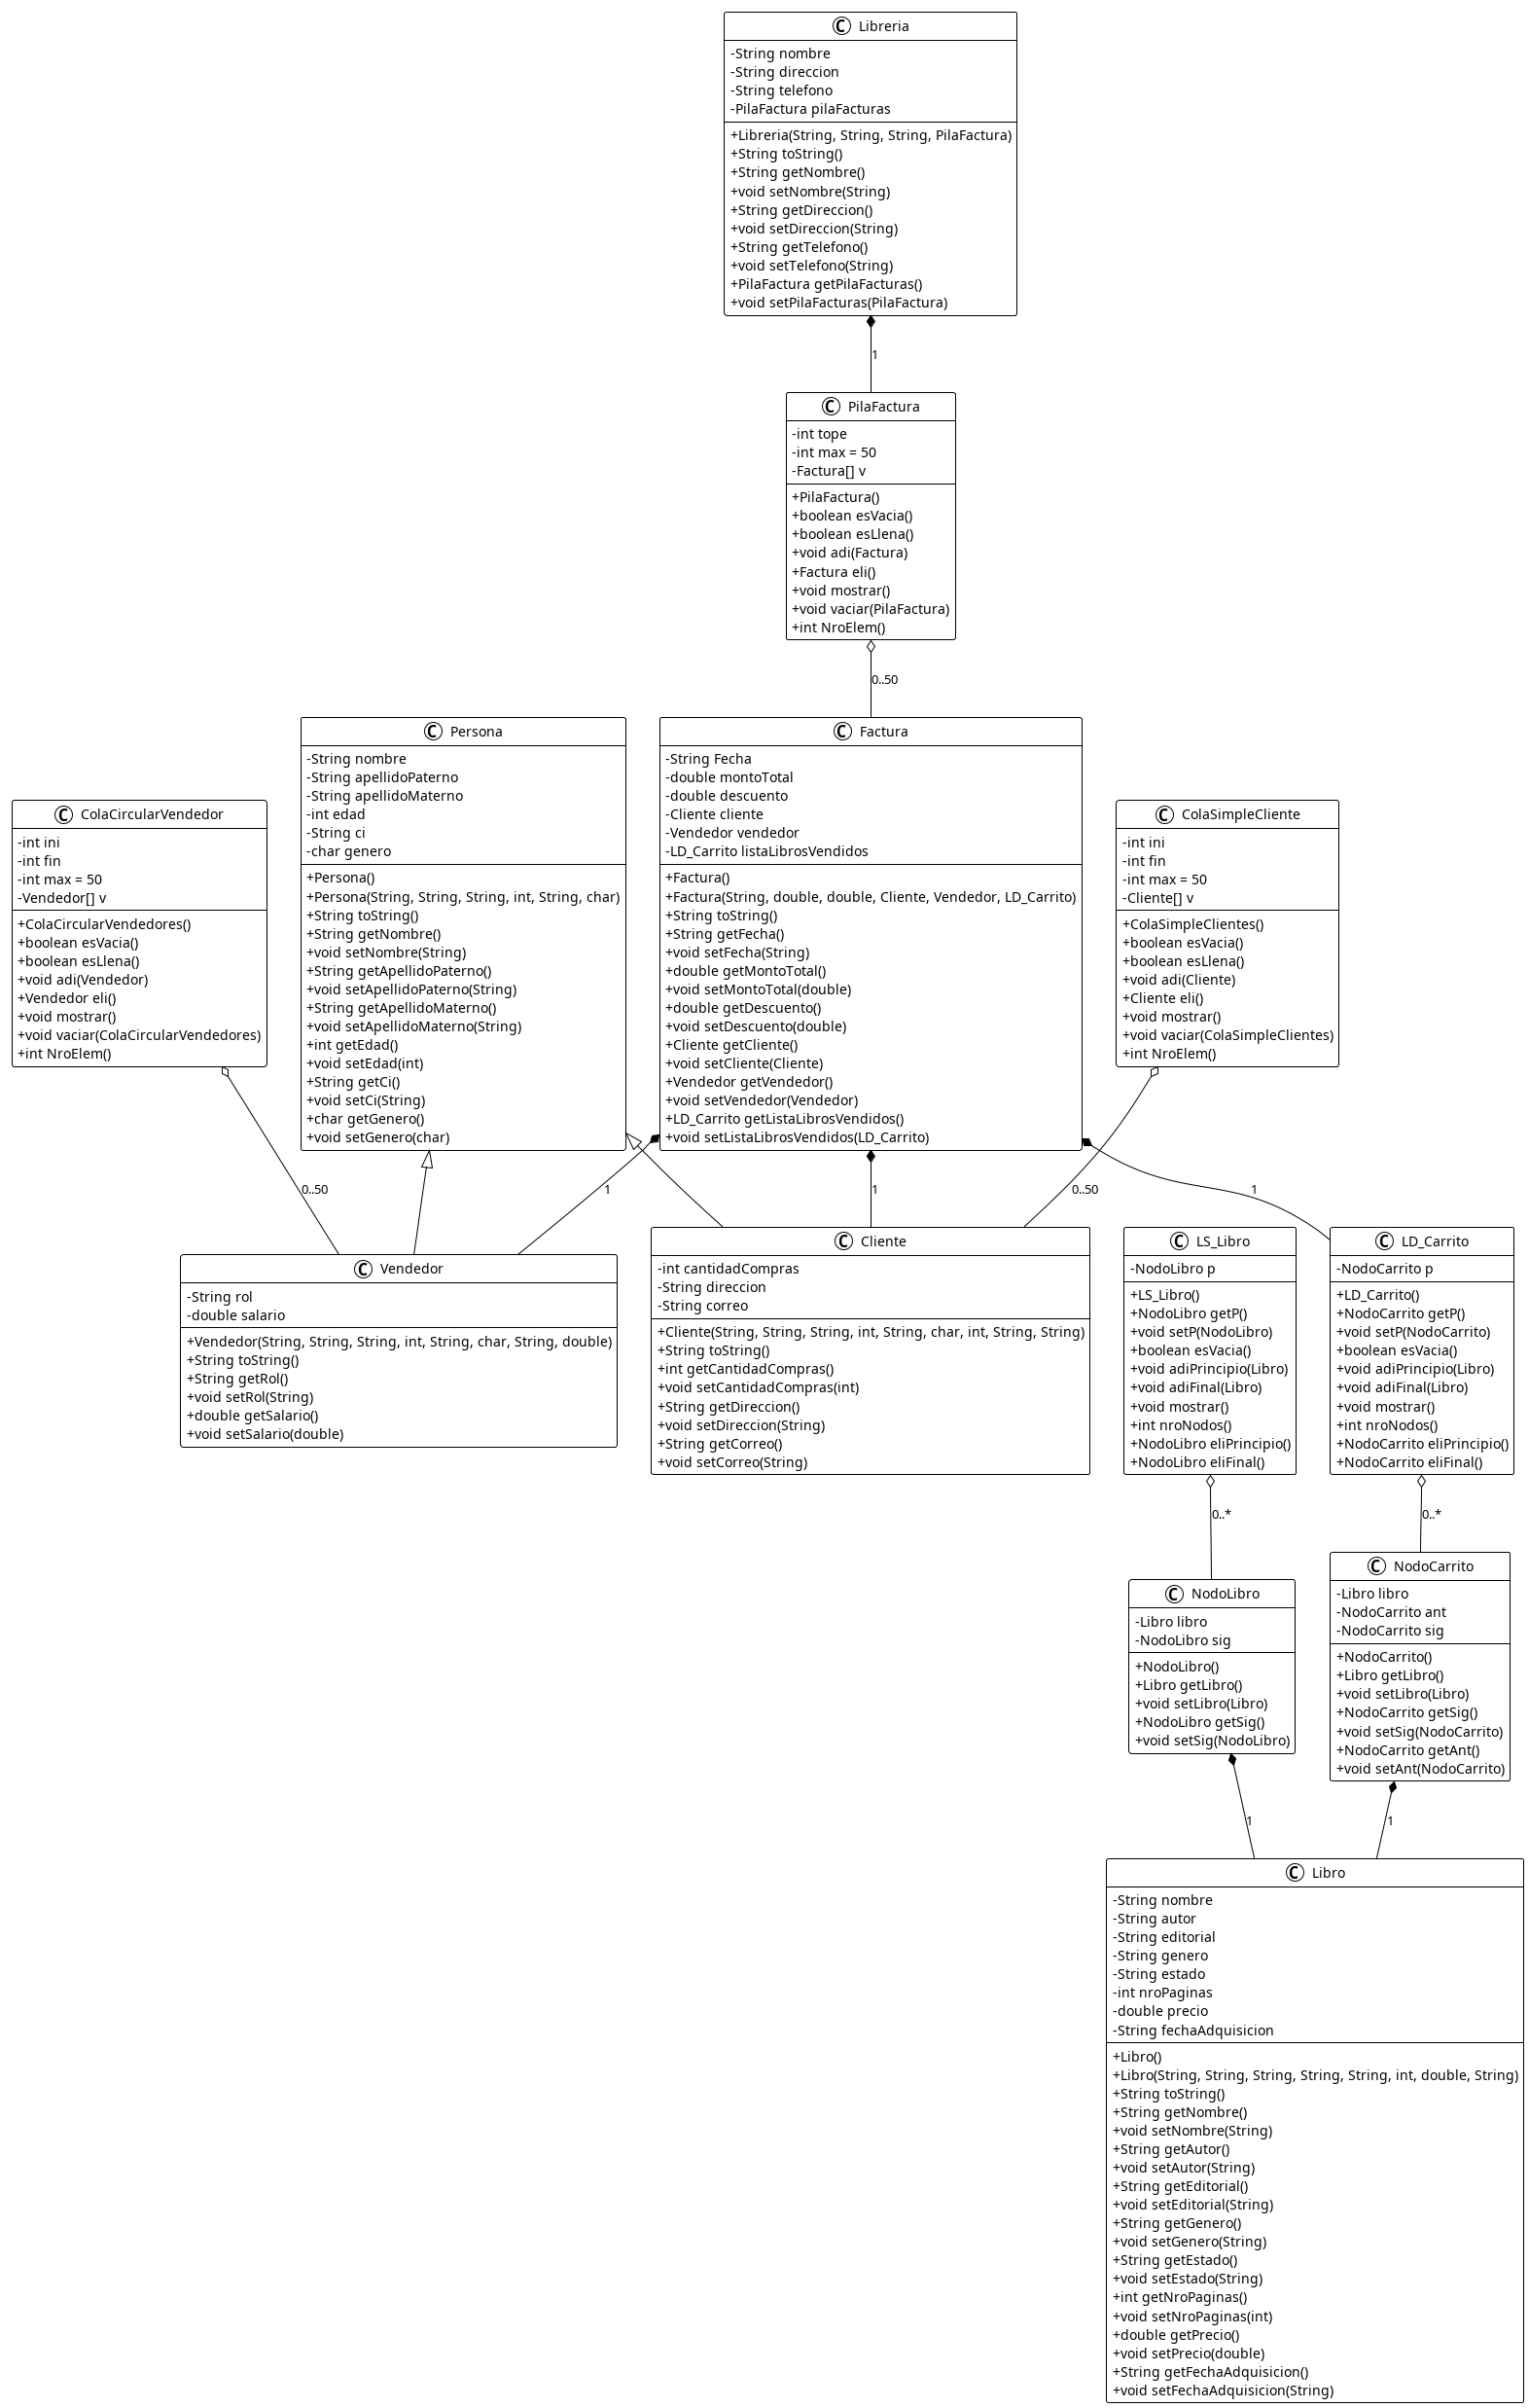 C Libreria
-String nombre
-String direccion
-String telefono
-PilaFactura pilaFacturas
+Libreria(String, String, String, PilaFactura)
+String toString()
+String getNombre()
+void setNombre(String)
+String getDireccion()
+void setDireccion(String)
+String getTelefono()
+void setTelefono(String)
+PilaFactura getPilaFacturas()
+void setPilaFacturas(PilaFactura)
1
C PilaFactura
-int tope
-int max = 50
-Factura[] v
+PilaFactura()
+boolean esVacia()
+boolean esLlena()
+void adi(Factura)
+Factura eli()
+void mostrar()
+void vaciar(PilaFactura)
+int NroElem()
0..50
C ColaCircularVendedor
-int ini
-int fin
-int max = 50
-Vendedor[] v
+ColaCircularVendedores()
+boolean esVacia()
+boolean esLlena()
+void adi(Vendedor)
+Vendedor eli()
+void mostrar()
+void vaciar(ColaCircularVendedores)
+int NroElem()
C Persona
-String nombre
-String apellidoPaterno
-String apellidoMaterno
-int edad
-String ci
-char genero
+Persona()
+Persona(String, String, String, int, String, char)
+String toString()
+String getNombre()
+void setNombre(String)
+String getApellidoPaterno()
+void setApellidoPaterno(String)
+String getApellidoMaterno()
+void setApellidoMaterno(String)
+int getEdad()
+void setEdad(int)
+String getCi()
+void setCi(String)
+char getGenero()
+void setGenero(char)
C Factura
-String Fecha
-double montoTotal
-double descuento
-Cliente cliente
-Vendedor vendedor
-LD_Carrito listaLibrosVendidos
+Factura()
+Factura(String, double, double, Cliente, Vendedor, LD_Carrito)
+String toString()
+String getFecha()
+void setFecha(String)
+double getMontoTotal()
+void setMontoTotal(double)
+double getDescuento()
+void setDescuento(double)
+Cliente getCliente()
+void setCliente(Cliente)
+Vendedor getVendedor()
+void setVendedor(Vendedor)
+LD_Carrito getListaLibrosVendidos()
+void setListaLibrosVendidos(LD_Carrito)
C ColaSimpleCliente
-int ini
-int fin
-int max = 50
-Cliente[] v
+ColaSimpleClientes()
+boolean esVacia()
+boolean esLlena()
+void adi(Cliente)
+Cliente eli()
+void mostrar()
+void vaciar(ColaSimpleClientes)
+int NroElem()
0..50
1
1
0..50
1
C Vendedor
-String rol
-double salario
+Vendedor(String, String, String, int, String, char, String, double)
+String toString()
+String getRol()
+void setRol(String)
+double getSalario()
+void setSalario(double)
C Cliente
-int cantidadCompras
-String direccion
-String correo
+Cliente(String, String, String, int, String, char, int, String, String)
+String toString()
+int getCantidadCompras()
+void setCantidadCompras(int)
+String getDireccion()
+void setDireccion(String)
+String getCorreo()
+void setCorreo(String)
C LS_Libro
-NodoLibro p
+LS_Libro()
+NodoLibro getP()
+void setP(NodoLibro)
+boolean esVacia()
+void adiPrincipio(Libro)
+void adiFinal(Libro)
+void mostrar()
+int nroNodos()
+NodoLibro eliPrincipio()
+NodoLibro eliFinal()
C LD_Carrito
-NodoCarrito p
+LD_Carrito()
+NodoCarrito getP()
+void setP(NodoCarrito)
+boolean esVacia()
+void adiPrincipio(Libro)
+void adiFinal(Libro)
+void mostrar()
+int nroNodos()
+NodoCarrito eliPrincipio()
+NodoCarrito eliFinal()
0..*
0..*
C NodoLibro
-Libro libro
-NodoLibro sig
+NodoLibro()
+Libro getLibro()
+void setLibro(Libro)
+NodoLibro getSig()
+void setSig(NodoLibro)
C NodoCarrito
-Libro libro
-NodoCarrito ant
-NodoCarrito sig
+NodoCarrito()
+Libro getLibro()
+void setLibro(Libro)
+NodoCarrito getSig()
+void setSig(NodoCarrito)
+NodoCarrito getAnt()
+void setAnt(NodoCarrito)
1
1
C Libro
-String nombre
-String autor
-String editorial
-String genero
-String estado
-int nroPaginas
-double precio
-String fechaAdquisicion
+Libro()
+Libro(String, String, String, String, String, int, double, String)
+String toString()
+String getNombre()
+void setNombre(String)
+String getAutor()
+void setAutor(String)
+String getEditorial()
+void setEditorial(String)
+String getGenero()
+void setGenero(String)
+String getEstado()
+void setEstado(String)
+int getNroPaginas()
+void setNroPaginas(int)
+double getPrecio()
+void setPrecio(double)
+String getFechaAdquisicion()
+void setFechaAdquisicion(String)